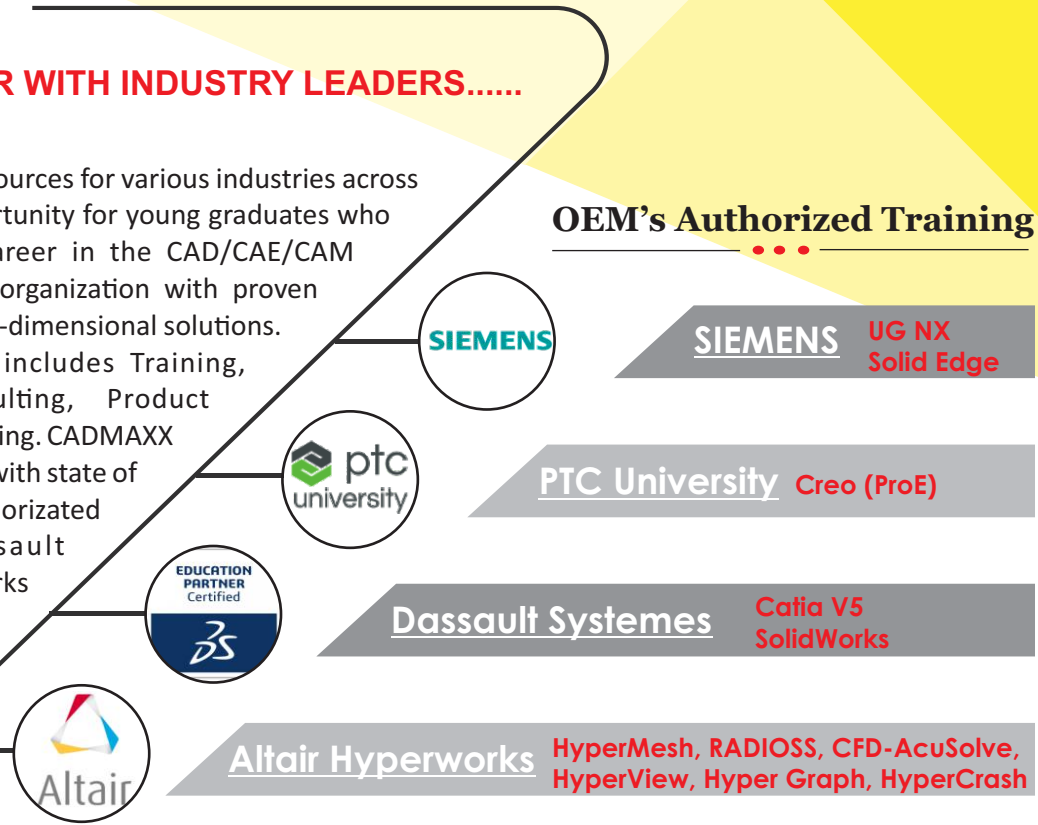 R WITH INDUSTRY LEADERS......
ources for various industries across
rtunity for young graduates who
areer in the CAD/CAE/CAM
organization with proven
-dimensional solutions.
includes Training,
ulting, Product
ing. CADMAXX
with state of
orizated
sault
rks
OEM's Authorized Training
SIEMENS
SIEMENS UG NX
Solid Edge
ptc
university
PTC University Creo (ProE)
EDUCATION
PARTNER
Certified
3DS
Dassault Systemes Catia V5
SolidWorks
Altair
Altair Hyperworks HyperMesh, RADIOSS, CFD-AcuSolve,
HyperView, Hyper Graph, HyperCrash